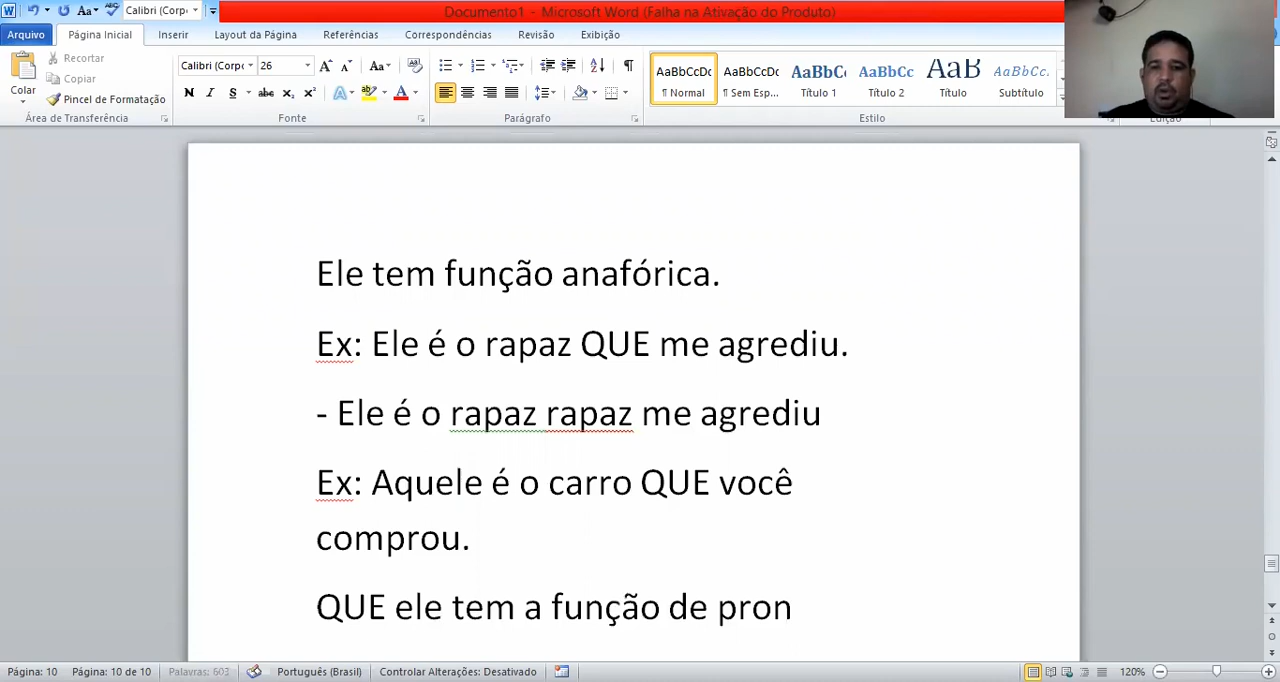 Calibri (Corp
Documento1 - Microsoft Word (Falha na Ativação do Produto)
Arquivo
Página Inicial
Inserir
Layout da Página
Referências
Correspondências
Revisão
Exibição
Colar
Recortar
Copiar
Pincel de Formatação
Área de Transferência
Calibri (Corp
26
Fonte
Parágrafo
AaBbCcDc
¶ Normal
AaBbCcDc
¶ Sem Esp...
AaBbC
Título 1
AaBbCc
Título 2
AaB
Título
AaBbCc.
Subtítulo
Estilo
Ele tem função anafórica.
Ex: Ele é o rapaz QUE me agrediu.
- Ele é o rapaz rapaz me agrediu
Ex: Aquele é o carro QUE você
comprou.
QUE ele tem a função de pron
Página: 10
Página: 10 de 10
Palavras: 603
Português (Brasil)
Controlar Alterações: Desativado
120%